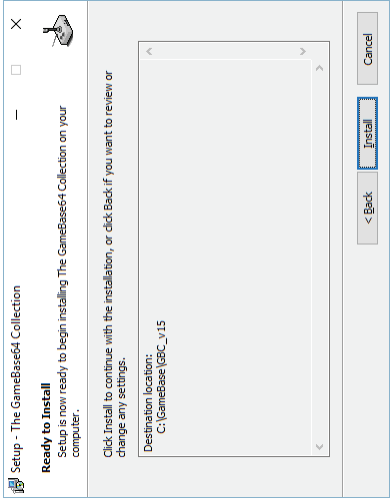 Setup - The GameBase64 Collection
Ready to Install
Setup is now ready to begin installing The GameBase64 Collection on your
computer.
Click Install to continue with the installation, or click Back if you want to review or
change any settings.
Destination location:
C:\GameBase\GBC_v15
< Back
Install
Cancel